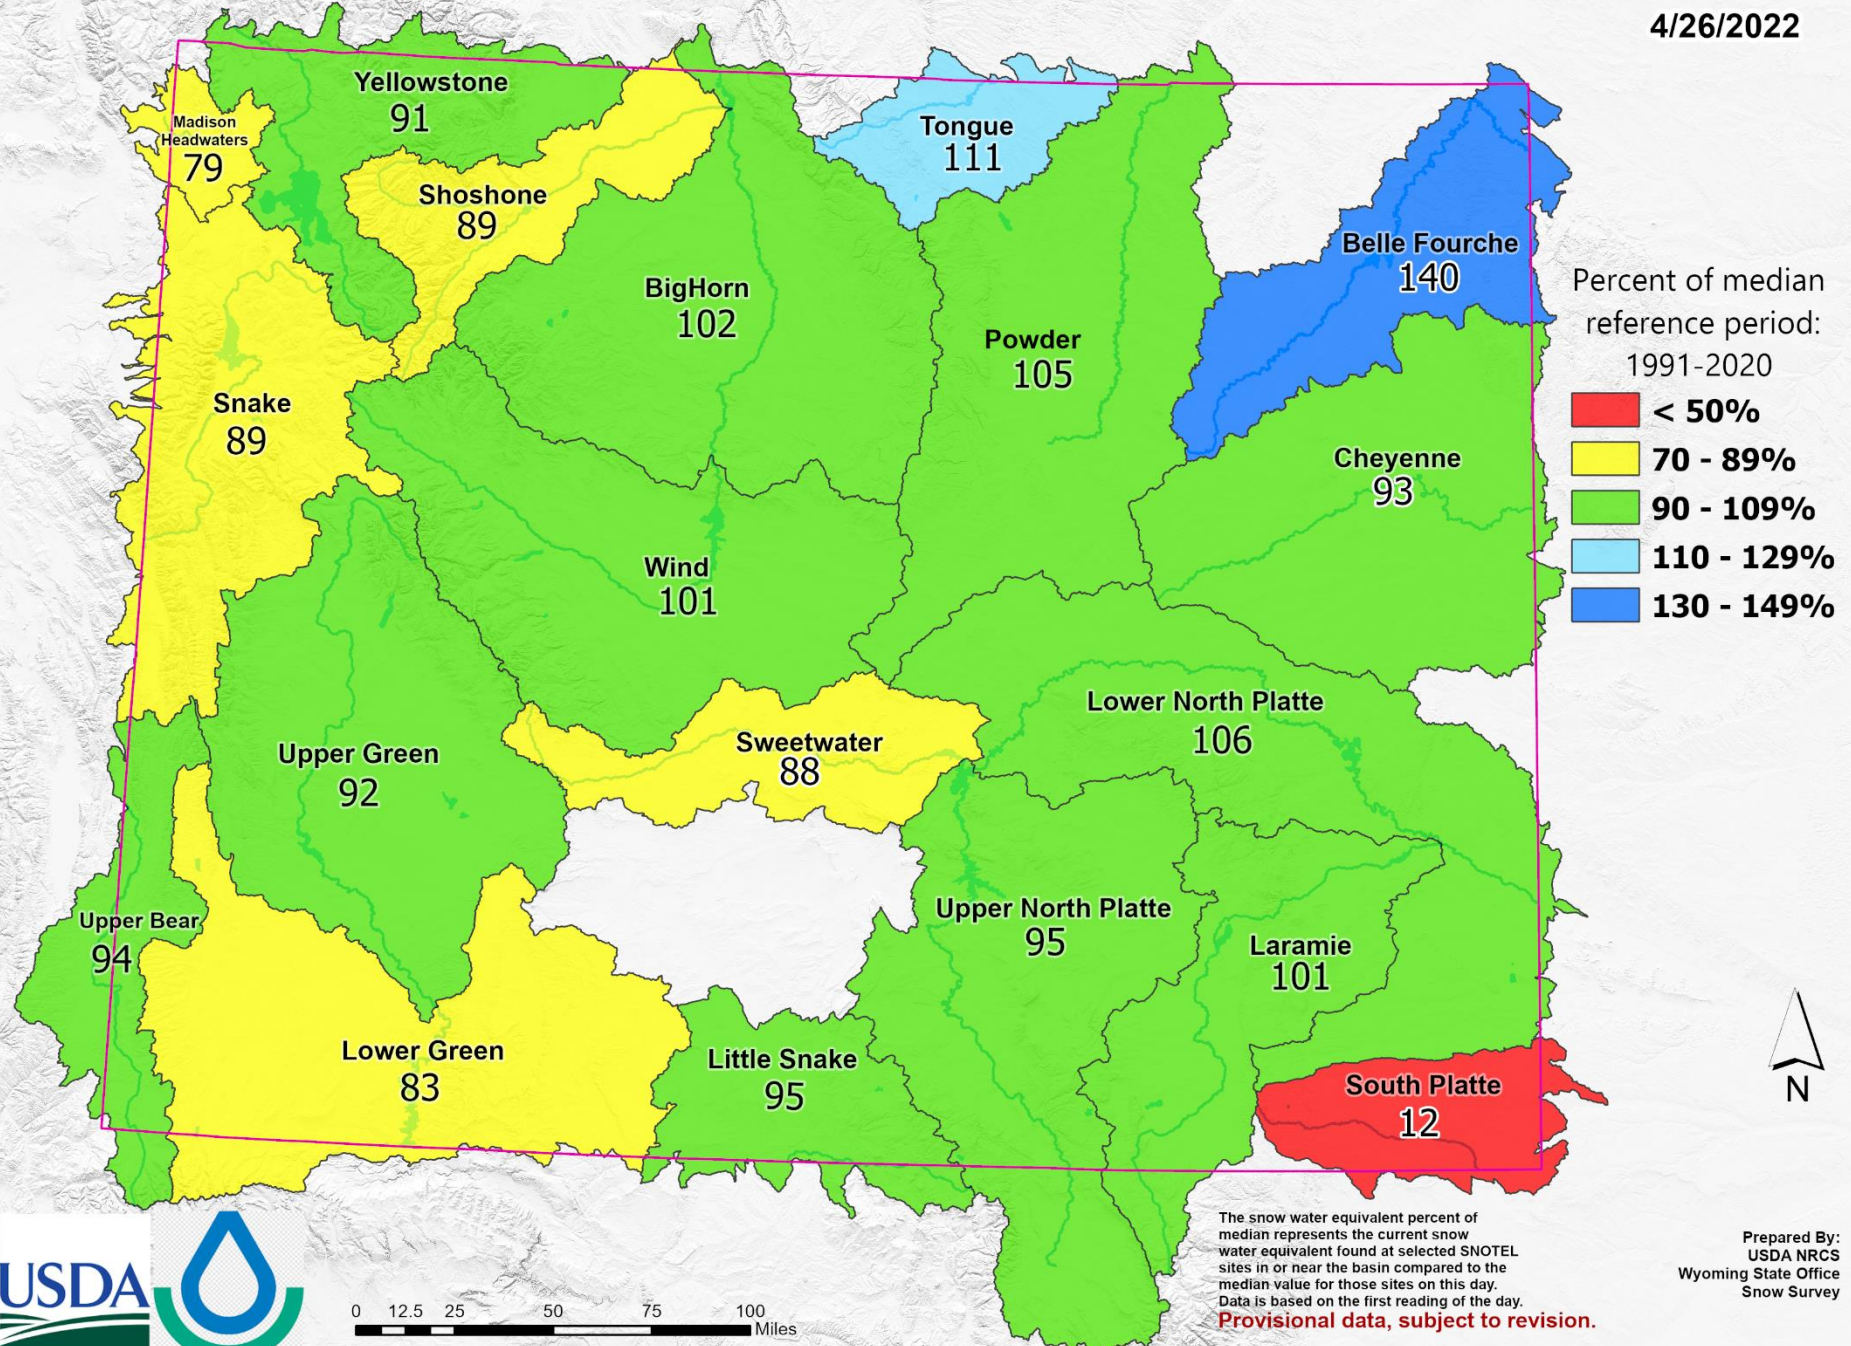 4/26/2022
Yellowstone
91
Madison
Headwaters
79
Tongue
111
Shoshone
89
Belle Fourche
140
BigHorn
102
Powder
105
Snake
89
Cheyenne
93
Wind
101
Lower North Platte
106
Sweetwater
88
Upper Green
92
Upper Bear
94
Upper North Platte
95
Laramie
101
Lower Green
83
Little Snake
95
South Platte
12
Percent of median
reference period:
1991-2020
< 50%
70 - 89%
90 - 109%
110 - 129%
130 - 149%
N
USDA
0 12.5 25 50 75 100
Miles
The snow water equivalent percent of
median represents the current snow
water equivalent found at selected SNOTEL
sites in or near the basin compared to the
median value for those sites on this day.
Data is based on the first reading of the day.
Provisional data, subject to revision.
Prepared By:
USDA NRCS
Wyoming State Office
Snow Survey